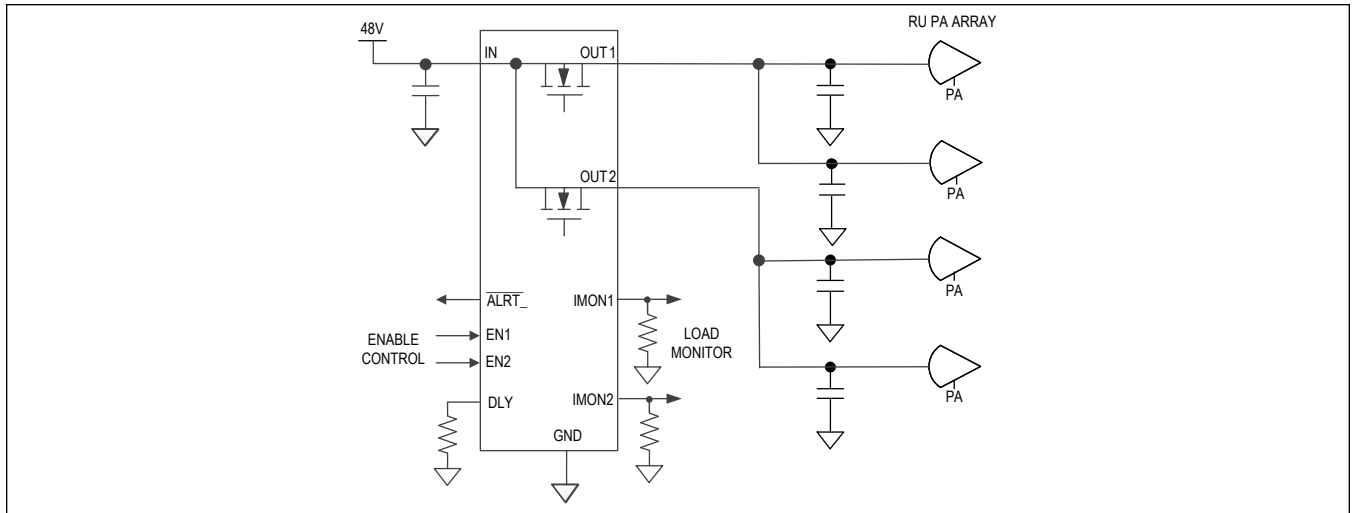 RU PA ARRAY
48V
IN
OUT1
PA
OUT2
PA
PA
ALRT_
IMON1
ENABLE
CONTROL
EN1
EN2
LOAD
MONITOR
PA
DLY
IMON2
GND